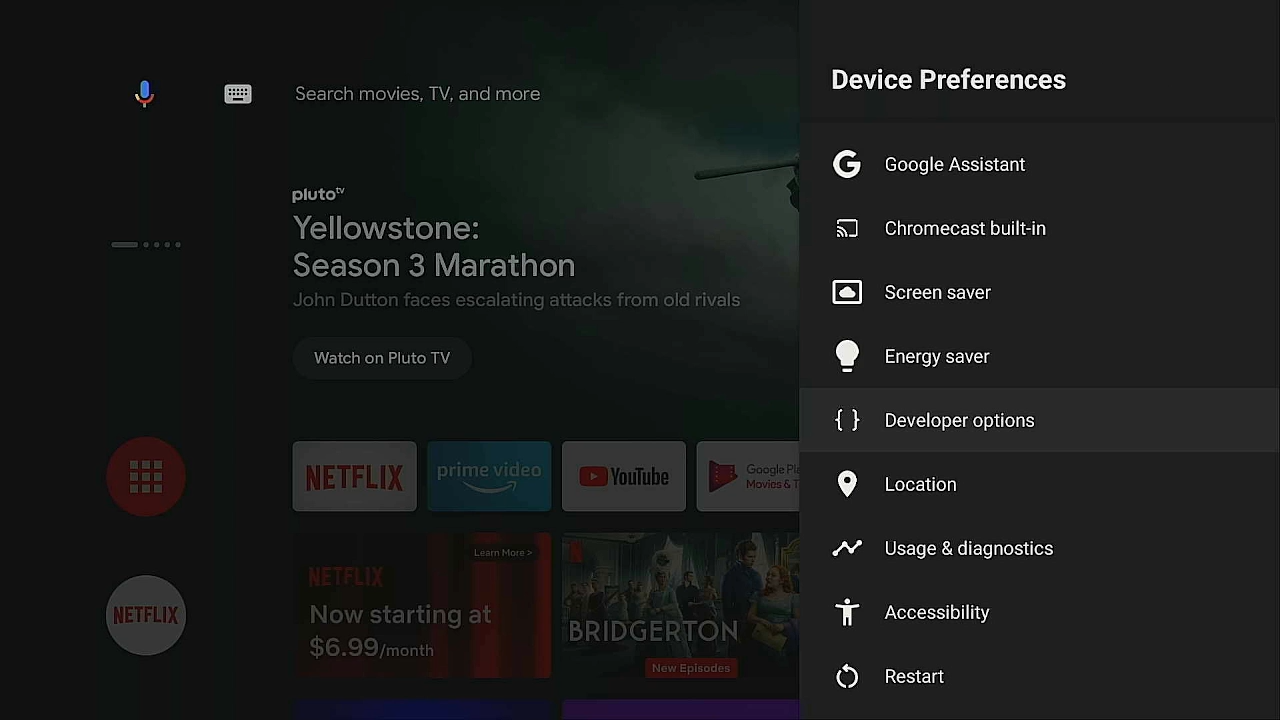 Search movies, TV, and more
pluto tv
Yellowstone:
Season 3 Marathon
John Dutton faces escalating attacks from old rivals
Watch on Pluto TV
NETFLIX
prime video
YouTube
Google Pla
Movies & T
Learn More >
NETFLIX
Now starting at
$6.99/month
BRIDGERTON
New Episodes
NETFLIX
Device Preferences
Google Assistant
Chromecast built-in
Screen saver
Energy saver
{ } Developer options
Location
Usage & diagnostics
Accessibility
Restart